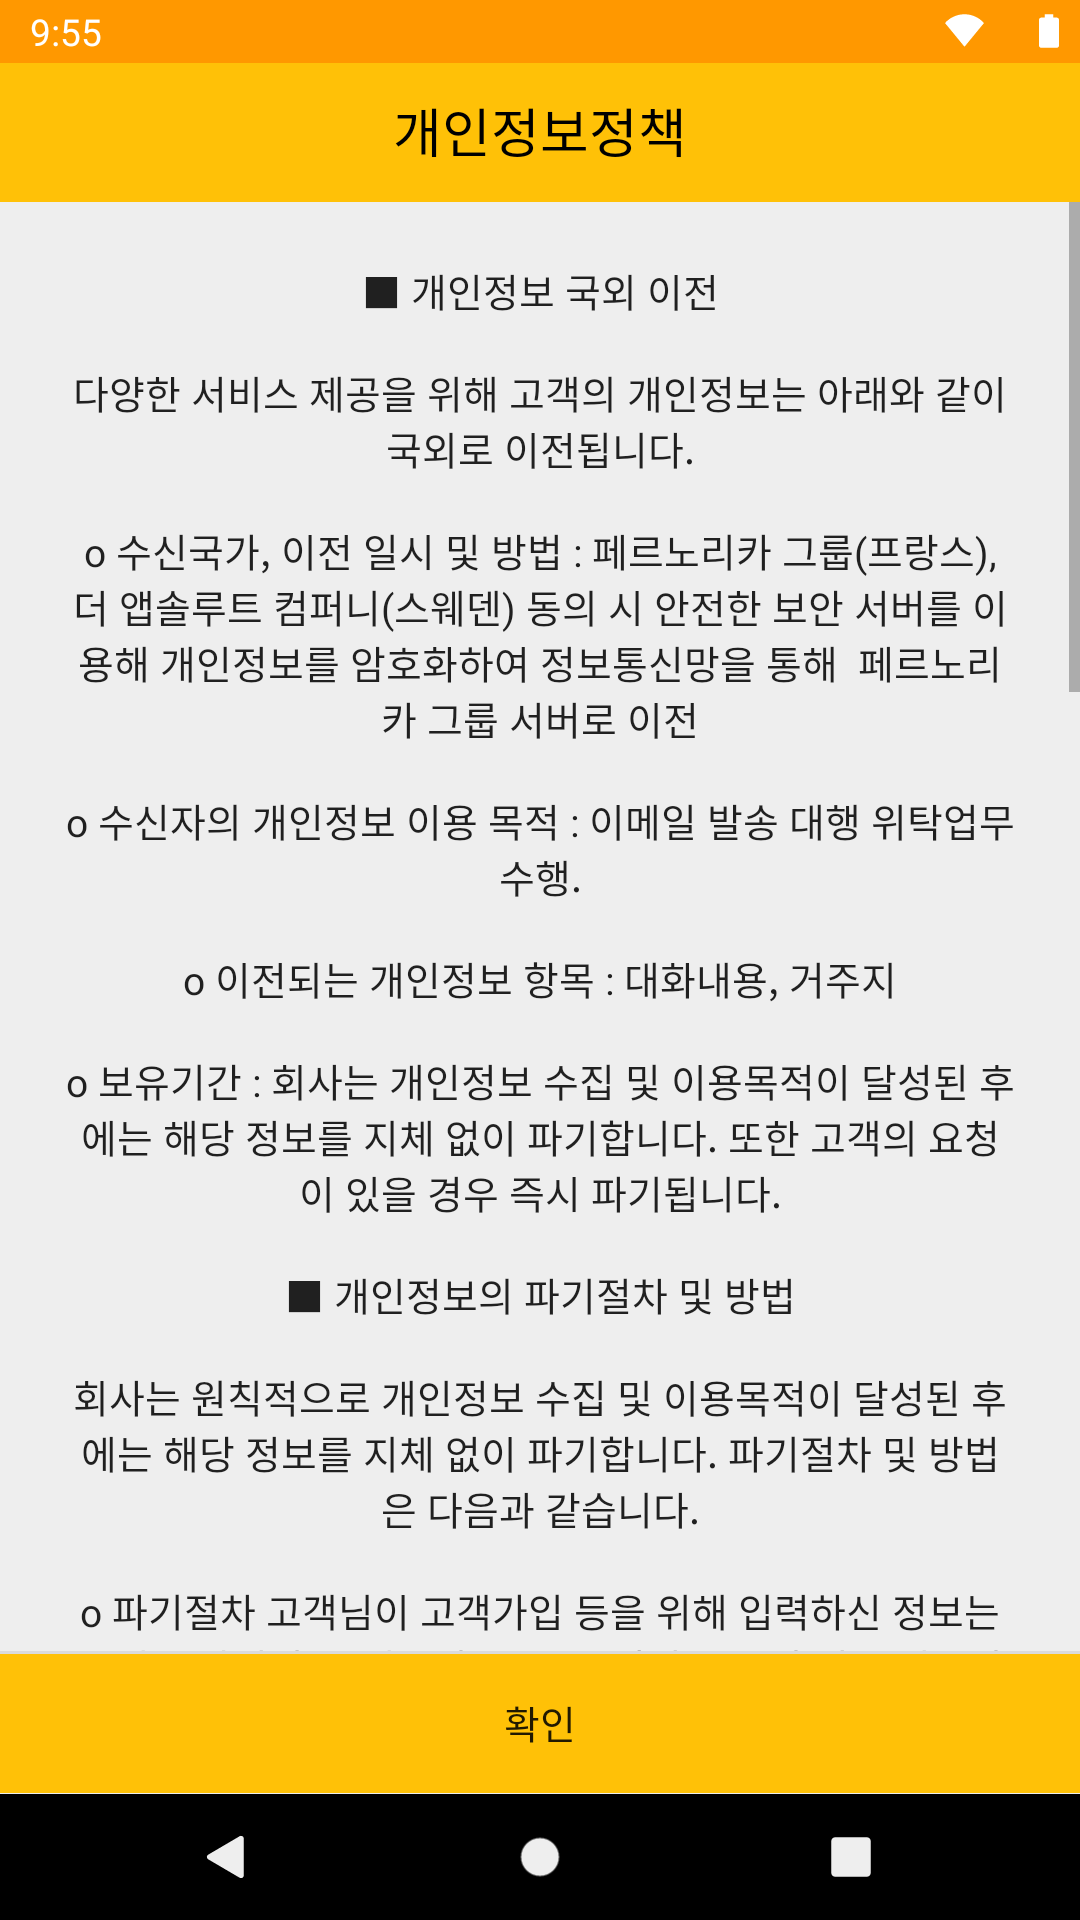 9:55
개인정보정책
■ 개인정보 국외 이전
다양한 서비스 제공을 위해 고객의 개인정보는 아래와 같이
국외로 이전됩니다.
o 수신국가, 이전 일시 및 방법 : 페르노리카 그룹(프랑스),
더 앱솔루트 컴퍼니(스웨덴) 동의 시 안전한 보안 서버를 이
용해 개인정보를 암호화하여 정보통신망을 통해  페르노리
카 그룹 서버로 이전
o 수신자의 개인정보 이용 목적 : 이메일 발송 대행 위탁업무
수행.
o 이전되는 개인정보 항목 : 대화내용, 거주지
o 보유기간 : 회사는 개인정보 수집 및 이용목적이 달성된 후
에는 해당 정보를 지체 없이 파기합니다. 또한 고객의 요청
이 있을 경우 즉시 파기됩니다.
■ 개인정보의 파기절차 및 방법
회사는 원칙적으로 개인정보 수집 및 이용목적이 달성된 후
에는 해당 정보를 지체 없이 파기합니다. 파기절차 및 방법
은 다음과 같습니다.
o 파기절차 고객님이 고객가입 등을 위해 입력하신 정보는
확인